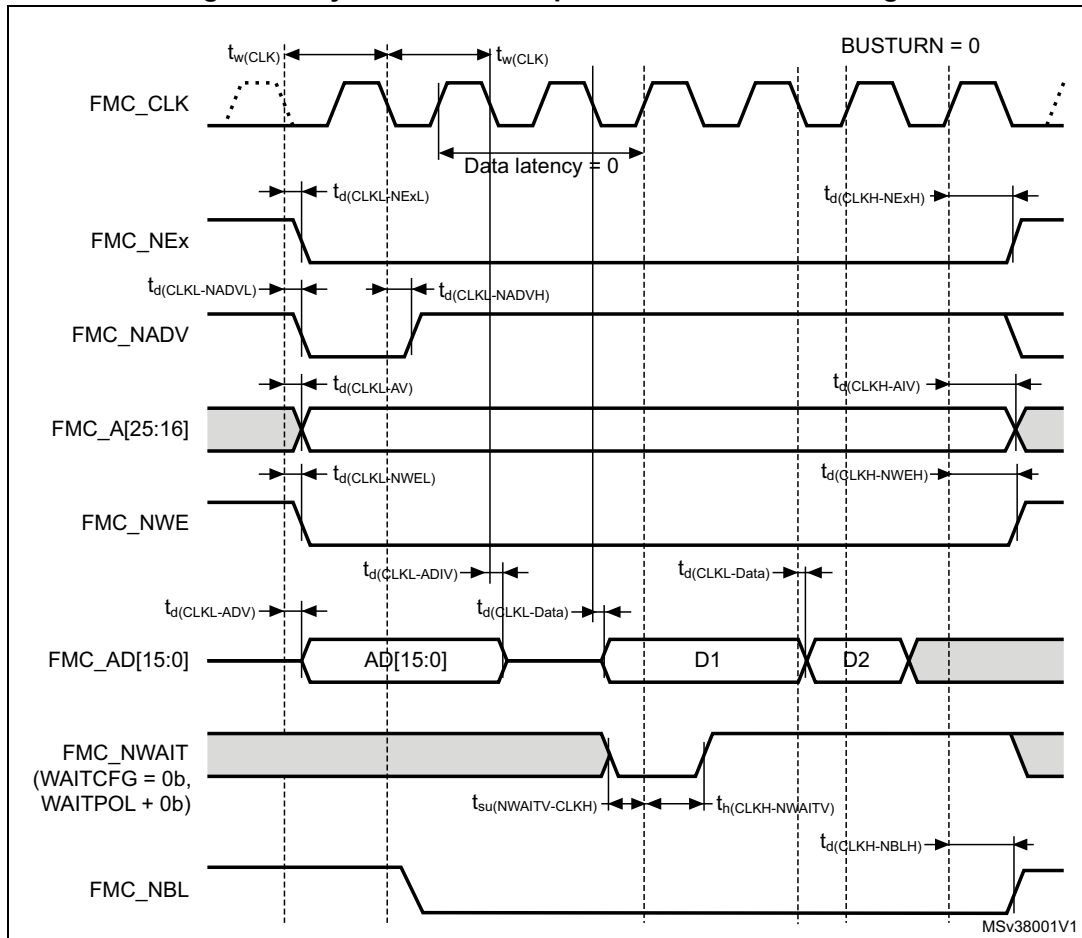 BUSTURN = 0
tw(CLK)
tw(CLK)
FMC_CLK
Data latency = 0
td(CLKL-NExL)
td(CLKH-NExH)
FMC_NEx
td(CLKL-NADVL)
td(CLKL-NADVH)
FMC_NADV
td(CLKL-AV)
td(CLKH-AIV)
FMC_A[25:16]
td(CLKL-NWEL)
td(CLKH-NWEH)
FMC_NWE
td(CLKL-ADIV)
td(CLKL-Data)
td(CLKL-ADV)
td(CLKL-Data)
FMC_AD[15:0]
AD[15:0]
D1
D2
FMC_NWAIT
(WAITCFG = 0b,
WAITPOL + 0b)
tsu(NWAITV-CLKH)
th(CLKH-NWAITV)
td(CLKH-NBLH)
FMC_NBL
MSv38001V1